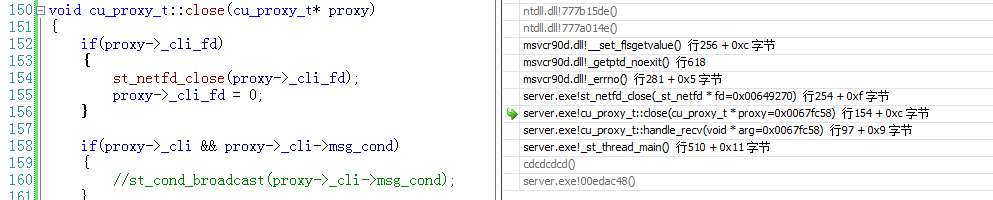 150 void cu_proxy_t::close(cu_proxy_t* proxy)
151 {
152 if(proxy->_cli_fd)
153 {
154 st_netfd_close(proxy->_cli_fd);
155 proxy->_cli_fd = 0;
156 }
157
158 if(proxy->_cli && proxy->_cli->msg_cond)
159 {
160 //st_cond_broadcast(proxy->_cli->msg_cond);
161 }
ntdll.dll!777b15de()
ntdll.dll!777a014e()
msvcr90d.dll!__set_flsgetvalue() 行256 + 0xc 字节
msvcr90d.dll!_getptd_noexit() 行618
msvcr90d.dll!_errno() 行281 + 0x5 字节
server.exe!st_netfd_close(_st_netfd * fd=0x00649270) 行254 + 0xf 字节
server.exe!cu_proxy_t::close(cu_proxy_t * proxy=0x0067fc58) 行154 + 0xc 字节
server.exe!cu_proxy_t::handle_recv(void * arg=0x0067fc58) 行97 + 0x9 字节
server.exe!_st_thread_main() 行510 + 0x11 字节
cdcdcdcd()
server.exe!00edac48()